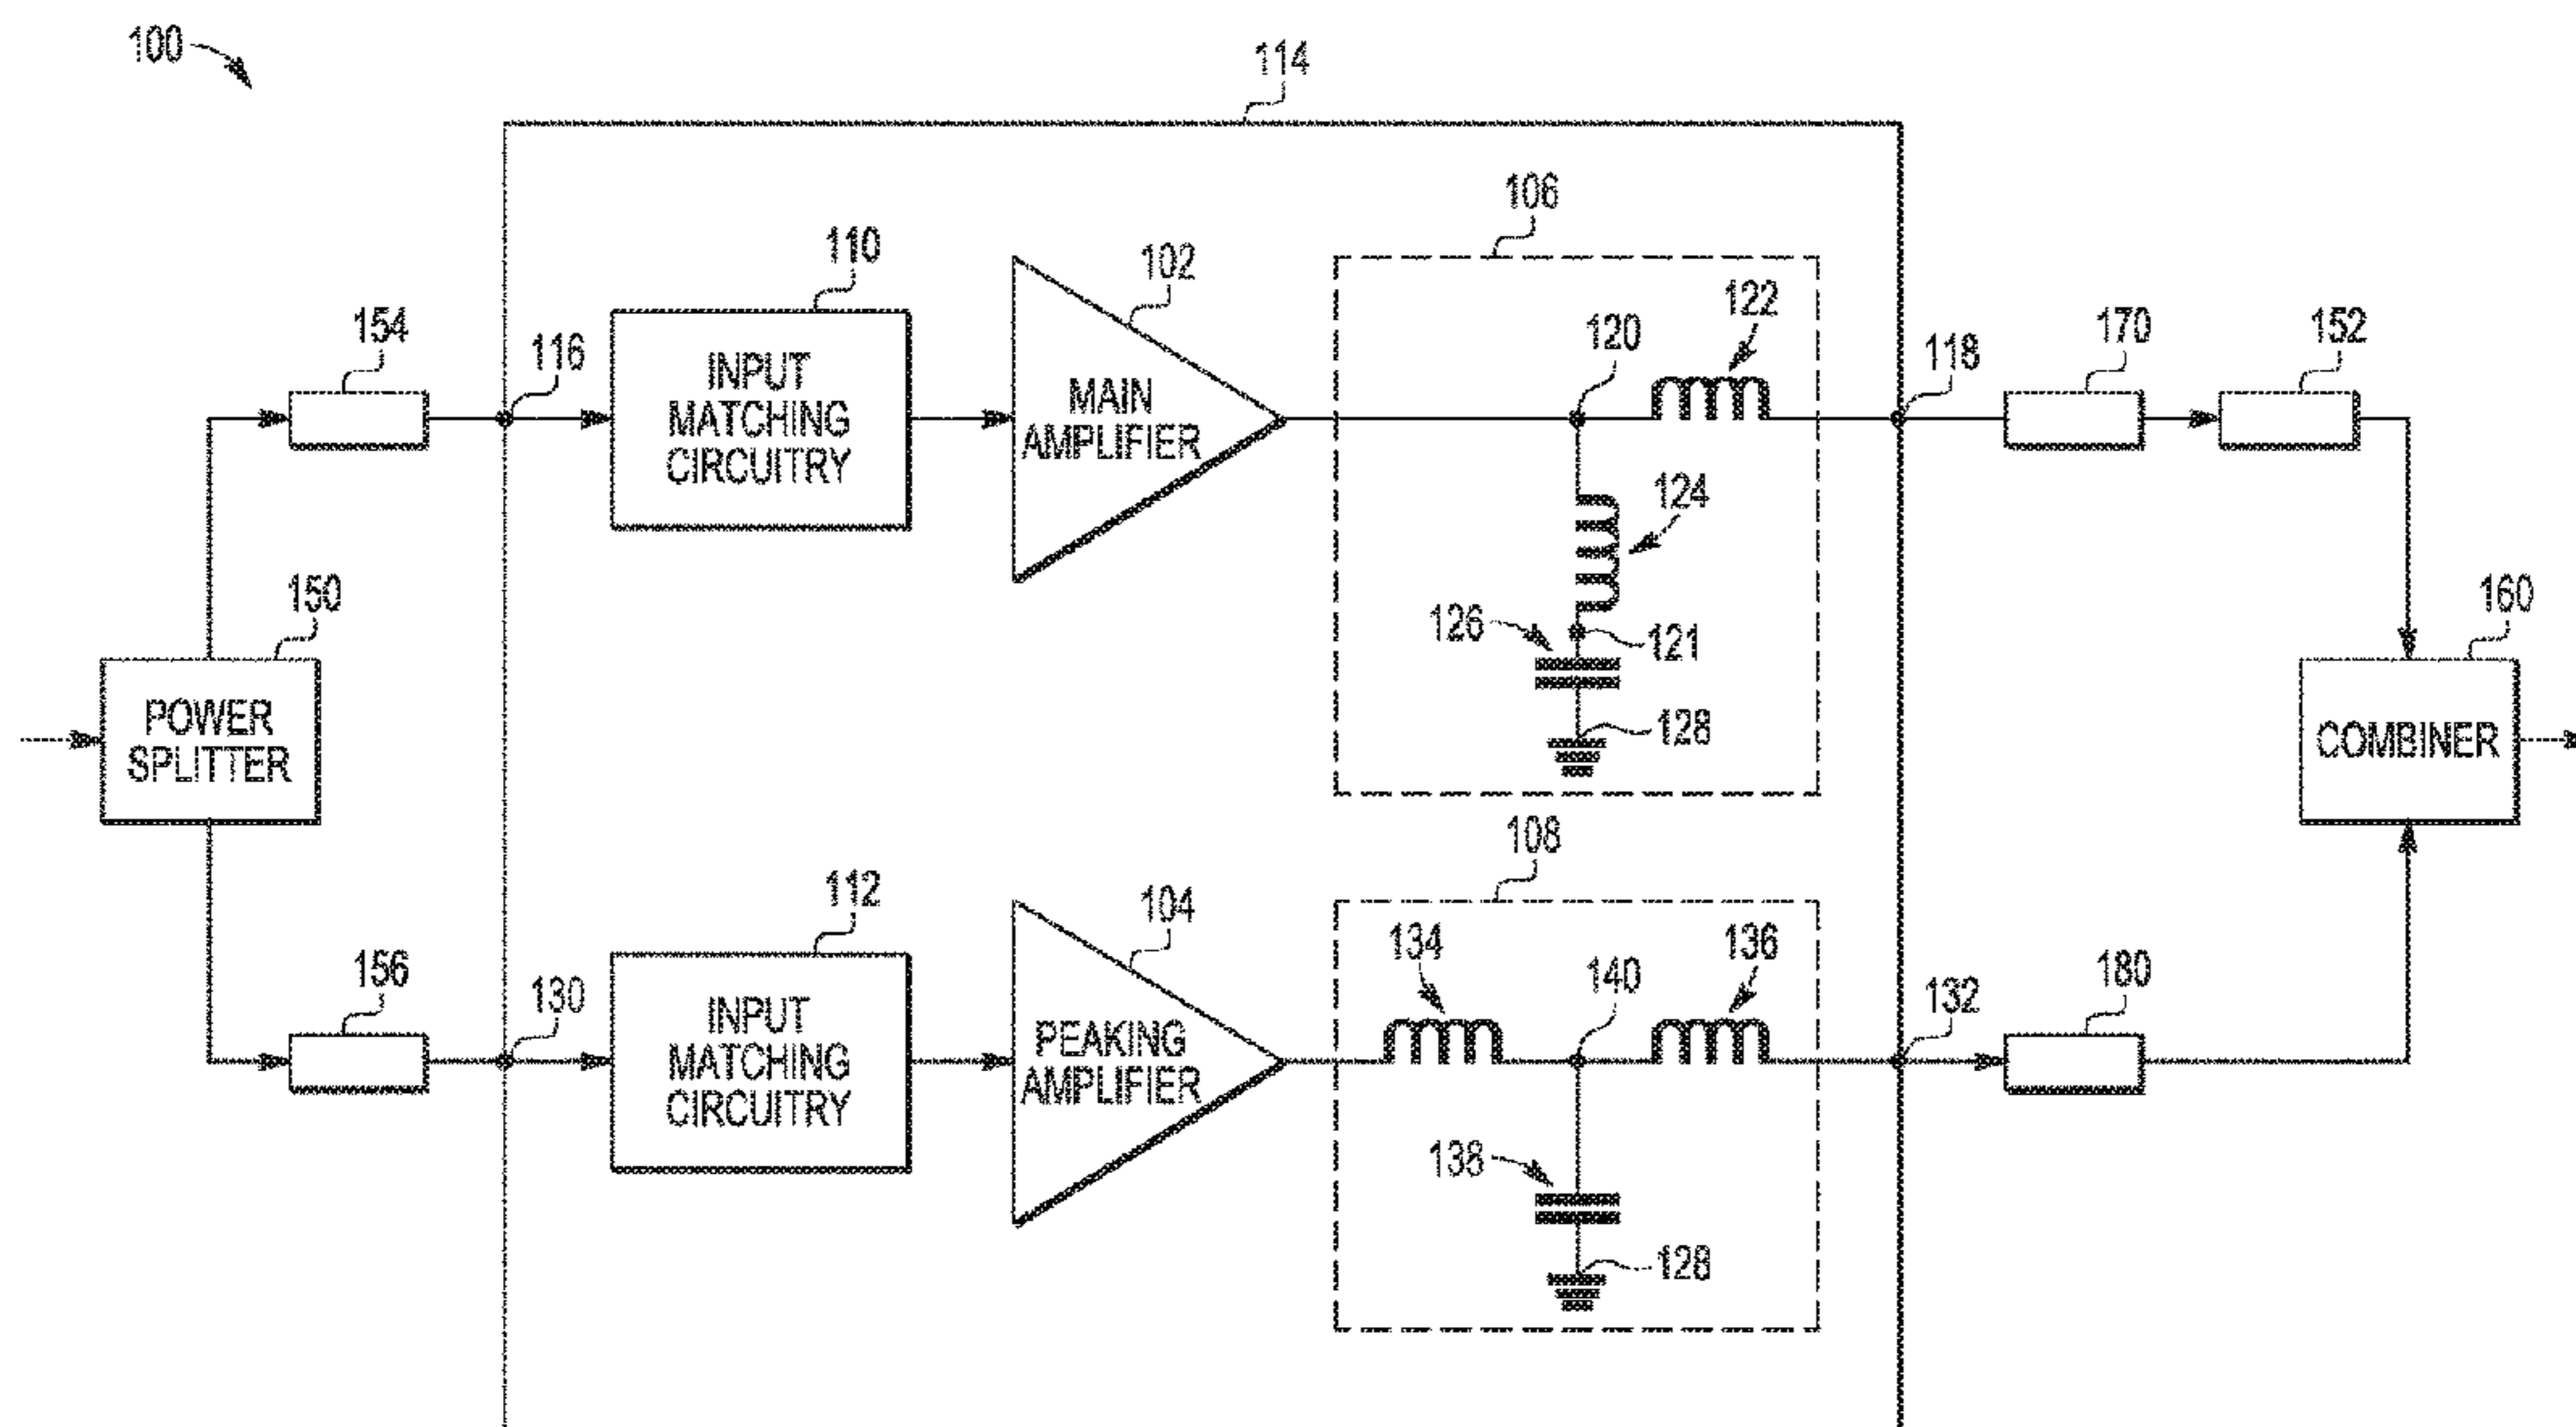 100
114
106
110
102
122
154
116
120
118
170
152
INPUT
MATCHING
CIRCUITRY
MAIN
AMPLIFIER
124
150
126
121
160
POWER
SPLITTER
128
COMBINER
108
112
104
134
136
156
130
140
132
180
INPUT
MATCHING
CIRCUITRY
PEAKING
AMPLIFIER
138
128